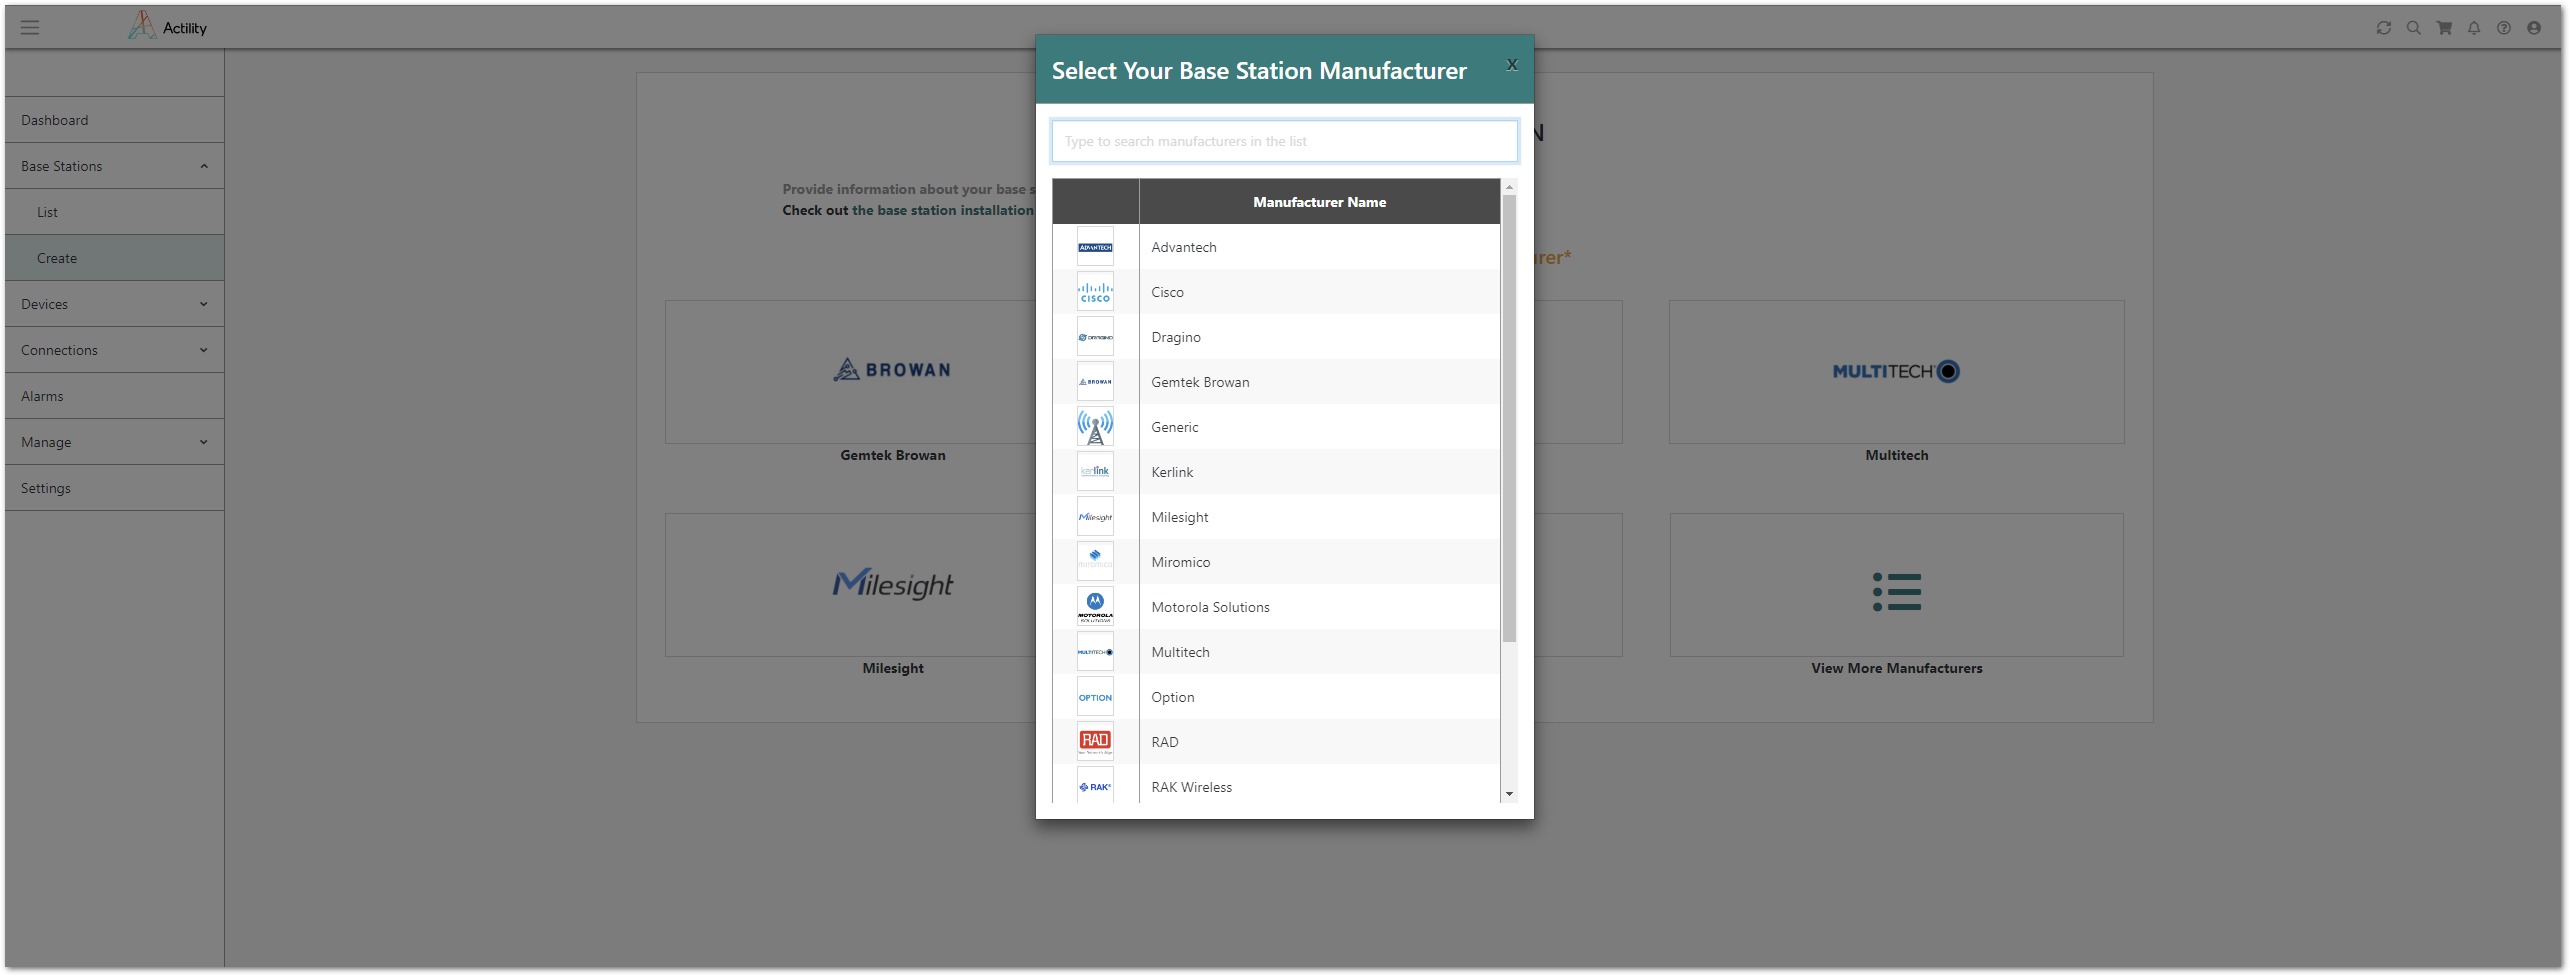 Actility
Dashboard
Base Stations
List
Create
Devices
Connections
Alarms
Manage
Settings
N
Provide information about your base s
Check out the base station installation
urer*
BROWAN
Gemtek Browan
MULTITECH
Multitech
Milesight
Milesight
View More Manufacturers
Select Your Base Station Manufacturer
x
Type to search manufacturers in the list
Manufacturer Name
ADVANTECH
Advantech
CISCO
Cisco
DRAGINO
Dragino
BROWAN
Gemtek Browan
Generic
kerlink
Kerlink
Milesight
Milesight
miromico
Miromico
MOTOROLA
SOLUTIONS
Motorola Solutions
MULTITECH
Multitech
OPTION
Option
RAD
RAD
RAK
RAK Wireless